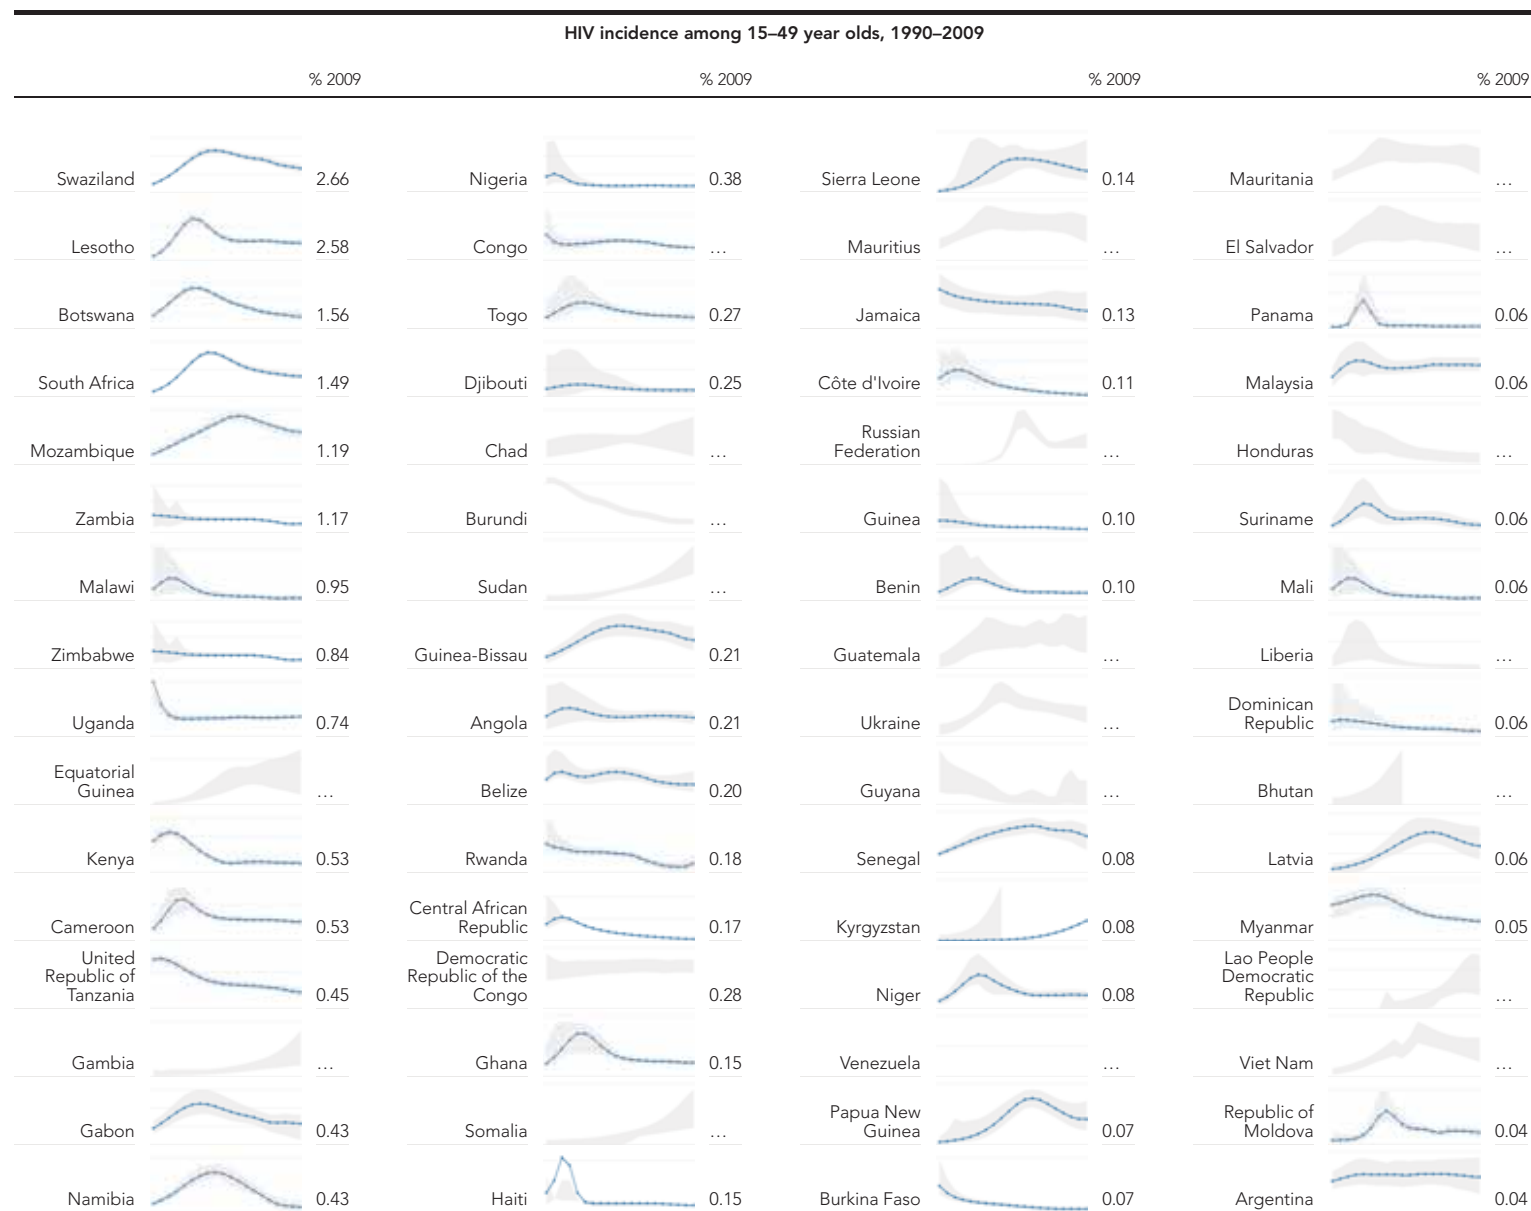 HIV incidence among 15–49 year olds, 1990–2009
% 2009 % 2009 % 2009 % 2009
Swaziland 2.66
Lesotho 2.58
Botswana 1.56
South Africa 1.49
Mozambique 1.19
Zambia 1.17
Malawi 0.95
Zimbabwe 0.84
Uganda 0.74
Equatorial
Guinea ...
Kenya 0.53
Cameroon 0.53
United
Republic of
Tanzania 0.45
Gambia ...
Gabon 0.43
Namibia 0.43
Nigeria 0.38
Congo ...
Togo 0.27
Djibouti 0.25
Chad ...
Burundi ...
Sudan ...
Guinea-Bissau 0.21
Angola 0.21
Belize 0.20
Rwanda 0.18
Central African
Republic 0.17
Democratic
Republic of the
Congo 0.28
Ghana 0.15
Somalia ...
Haiti 0.15
Sierra Leone 0.14
Mauritius ...
Jamaica 0.13
Côte d'Ivoire 0.11
Russian
Federation ...
Guinea 0.10
Benin 0.10
Guatemala ...
Ukraine ...
Guyana ...
Senegal 0.08
Kyrgyzstan 0.08
Niger 0.08
Venezuela ...
Papua New
Guinea 0.07
Burkina Faso 0.07
Mauritania ...
El Salvador ...
Panama 0.06
Malaysia 0.06
Honduras ...
Suriname 0.06
Mali 0.06
Liberia ...
Dominican
Republic 0.06
Bhutan ...
Latvia 0.06
Myanmar 0.05
Lao People
Democratic
Republic ...
Viet Nam ...
Republic of
Moldova 0.04
Argentina 0.04